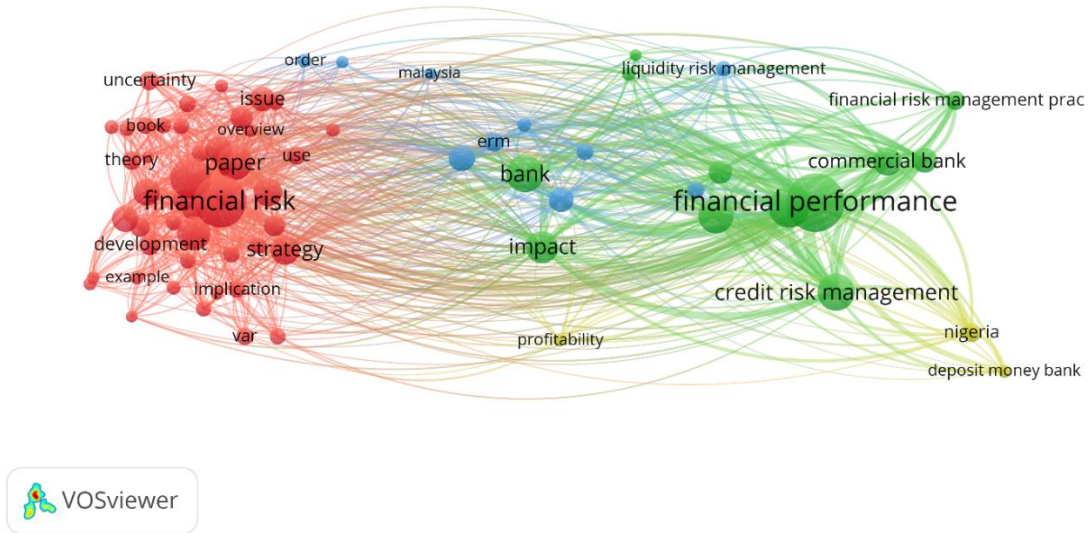 order
uncertainty
malaysia
liquidity risk management
issue
financial risk management prac
book
overview
erm
theory
paper
use
bank
commercial bank
financial risk
financial performance
development
strategy
impact
example
implication
credit risk management
var
profitability
nigeria
deposit money bank
VOSviewer